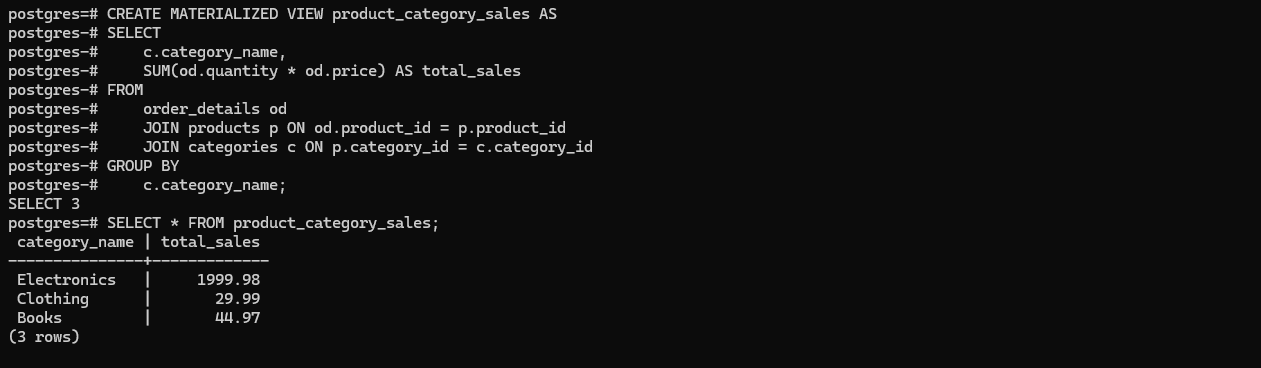 postgres=# CREATE MATERIALIZED VIEW product_category_sales AS
postgres-# SELECT
postgres-#     c.category_name,
postgres-#     SUM(od.quantity * od.price) AS total_sales
postgres-# FROM
postgres-#     order_details od
postgres-#     JOIN products p ON od.product_id = p.product_id
postgres-#     JOIN categories c ON p.category_id = c.category_id
postgres-# GROUP BY
postgres-#     c.category_name;
SELECT 3
postgres=# SELECT * FROM product_category_sales;
 category_name | total_sales
---------------+-------------
 Electronics   |     1999.98
 Clothing      |       29.99
 Books         |       44.97
(3 rows)